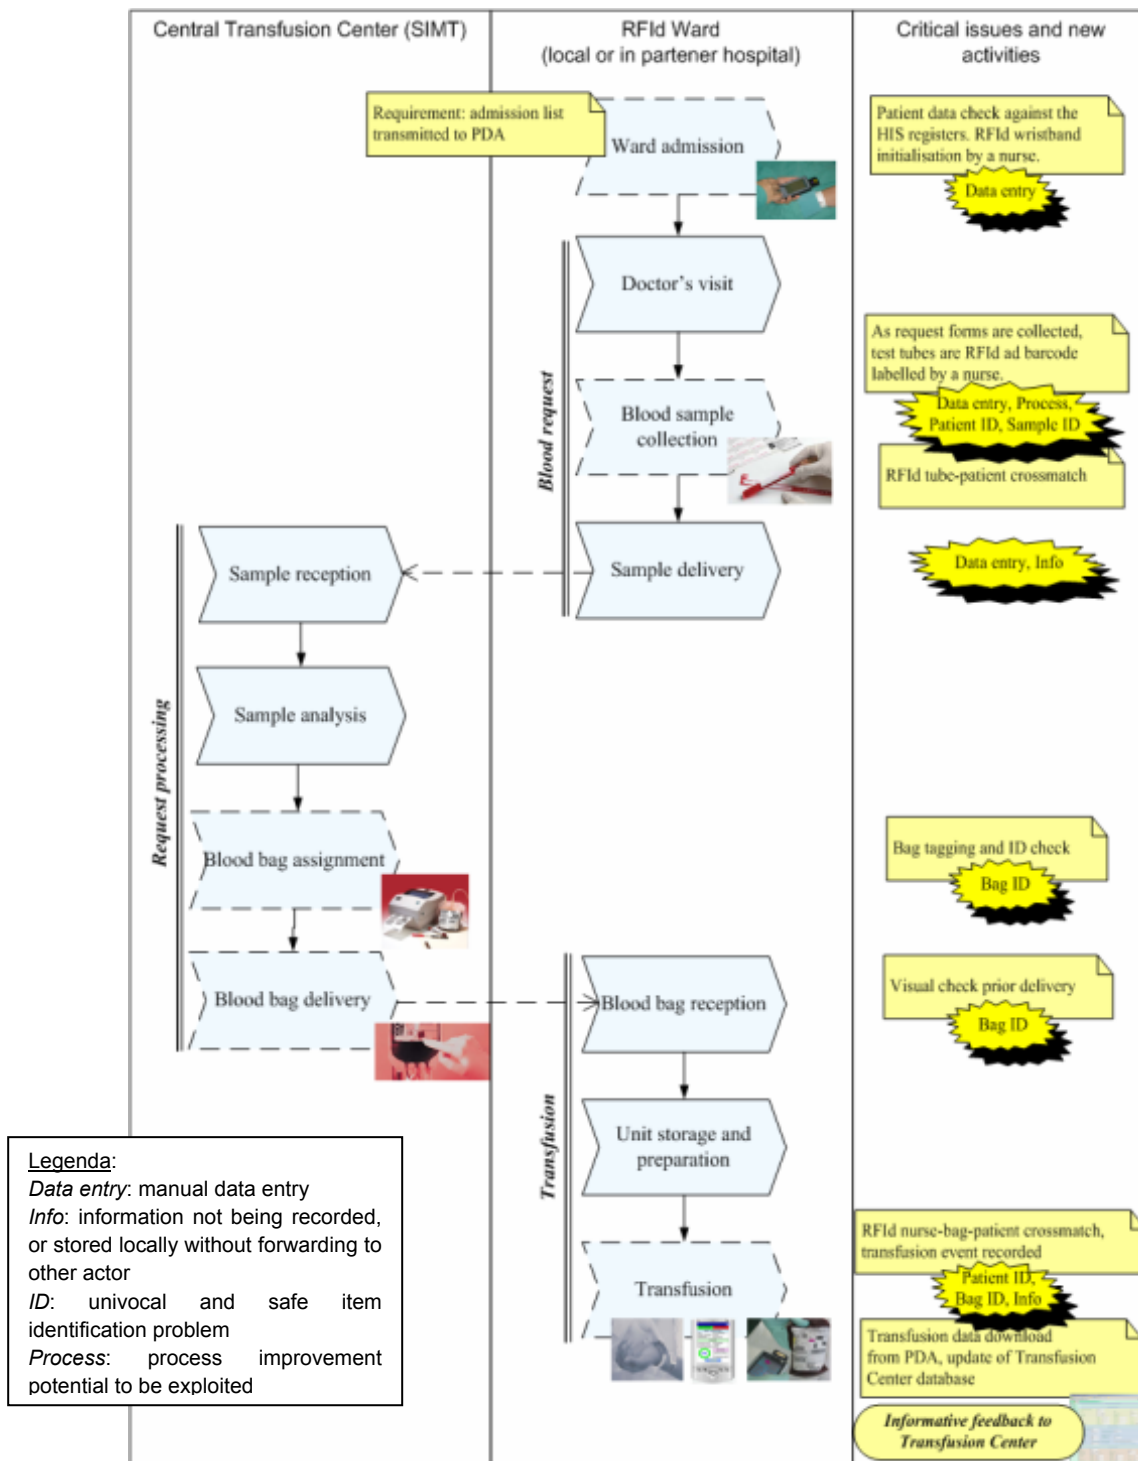 Central Transfusion Center (SIMT)
RFId Ward
(local or in partener hospital)
Critical issues and new
activities
Requirement: admission list
transmitted to PDA
Ward admission
Patient data check against the
HIS registers. RFId wristband
initialisation by a nurse.
Data entry
Blood request
Doctor's visit
As request forms are collected,
test tubes are RFId ad barcode
labelled by a nurse.
Blood sample
collection
Data entry, Process,
Patient ID, Sample ID
RFId tube-patient crossmatch
Request processing
Sample reception
Sample delivery
Data entry, Info
Sample analysis
Blood bag assignment
Bag tagging and ID check
Bag ID
Blood bag delivery
Transfusion
Blood bag reception
Visual check prior delivery
Bag ID
Unit storage and
preparation
Transfusion
RFId nurse-bag-patient crossmatch,
transfusion event recorded
Patient ID,
Bag ID, Info
Transfusion data download
from PDA, update of Transfusion
Center database
Informative feedback to
Transfusion Center
Legenda:
Data entry: manual data entry
Info: information not being recorded,
or stored locally without forwarding to
other actor
ID: univocal and safe item
identification problem
Process: process improvement
potential to be exploited